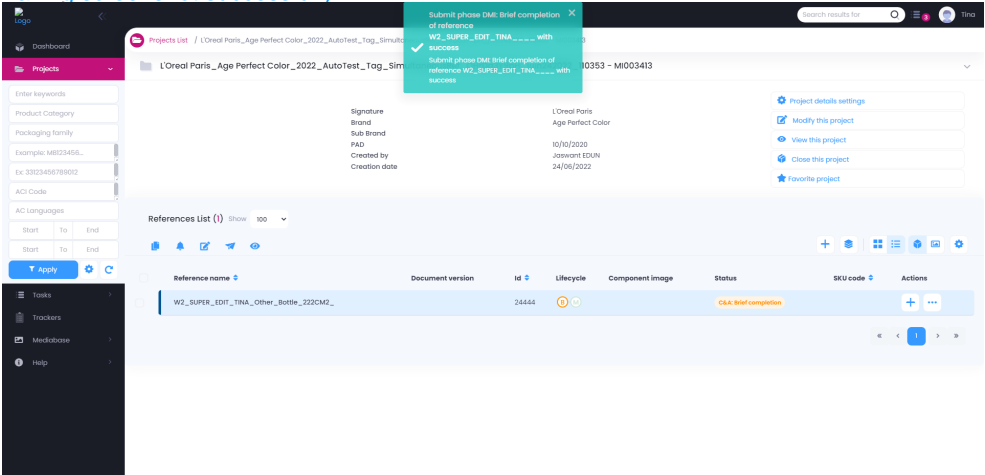 Logo
Search results for
3
Tina
Dashboard
Projects List / L'Oreal Paris_Age Perfect Color_2022_AutoTest_Tag_Simulta
3
Submit phase DMI: Brief completion
of reference
W2_SUPER_EDIT_TINA____ with
success
Submit phase DMI: Brief completion of
reference W2_SUPER_EDIT_TINA____ with
success
Projects
L'Oreal Paris_Age Perfect Color_2022_AutoTest_Tag_Sim
10353 - MI003413
Enter keywords
Product Category
Packaging family
Example: MB123456...
Ex: 33123456789012
ACI Code
AC Languages
Start To End
Start To End
Apply
Signature L'Oreal Paris
Brand Age Perfect Color
Sub Brand
PAD 10/10/2020
Created by Jaswant EDUN
Creation date 24/06/2022
Project details settings
Modify this project
View this project
Close this project
Favorite project
References List (1) Show 100
Reference name Document version Id Lifecycle Component image Status SKU code Actions
W2_SUPER_EDIT_TINA_Other_Bottle_222CM2_ 24444 B M C&A: Brief completion
« < 1 > »
Tasks
Trackers
Mediabase
Help